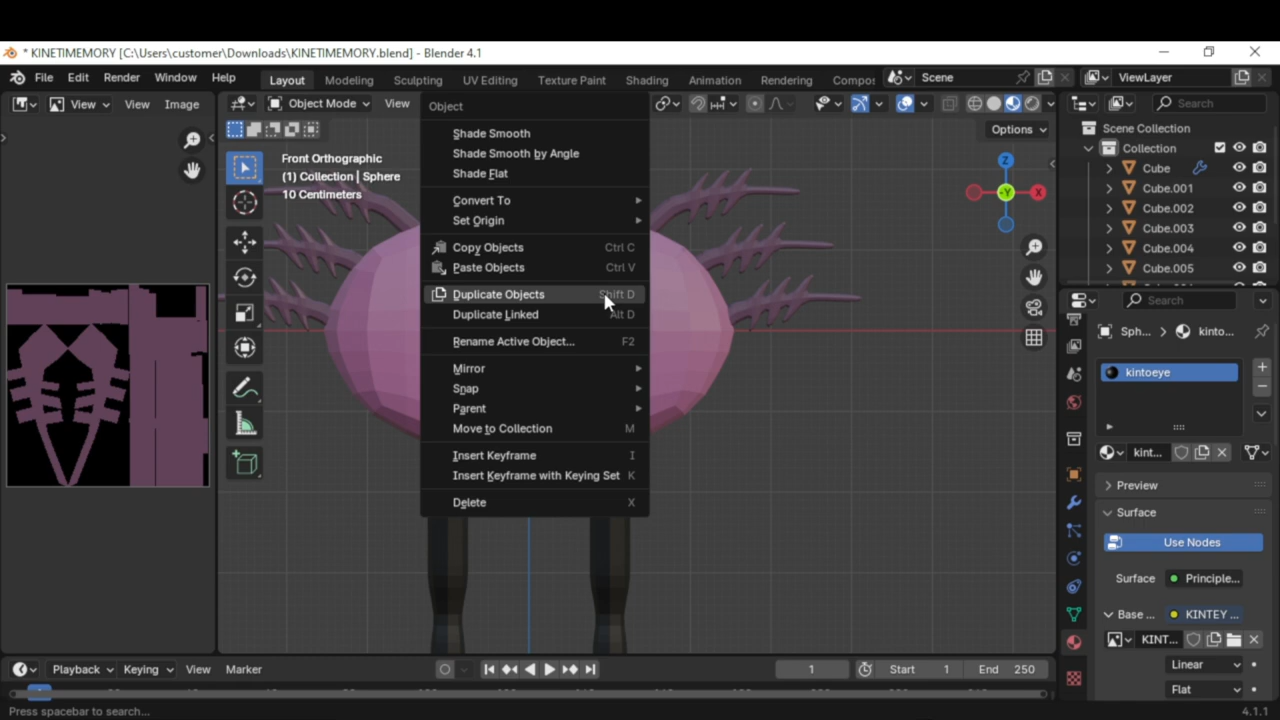 * KINETIMEMORY [C:\Users\customer\Downloads\KINETIMEMORY.blend] - Blender 4.1
File Edit Render Window Help
Layout Modeling Sculpting UV Editing Texture Paint Shading Animation Rendering Compos
Scene
ViewLayer
View View Image
Object Mode View
Options
Search
Front Orthographic
(1) Collection | Sphere
10 Centimeters
Object
Shade Smooth
Shade Smooth by Angle
Shade Flat
Convert To
Set Origin
Copy Objects Ctrl C
Paste Objects Ctrl V
Duplicate Objects Shift D
Duplicate Linked Alt D
Rename Active Object... F2
Mirror
Snap
Parent
Move to Collection M
Insert Keyframe I
Insert Keyframe with Keying Set K
Delete X
Z
-Y
X
Scene Collection
Collection
Cube
Cube.001
Cube.002
Cube.003
Cube.004
Cube.005
Search
Sph... kinto...
kintoeye
kint...
Preview
Surface
Use Nodes
Surface Principle...
Base ... KINTEY ...
KINT...
Linear
Flat
Playback Keying View Marker
1
Start 1 End 250
Press spacebar to search...
4.1.1